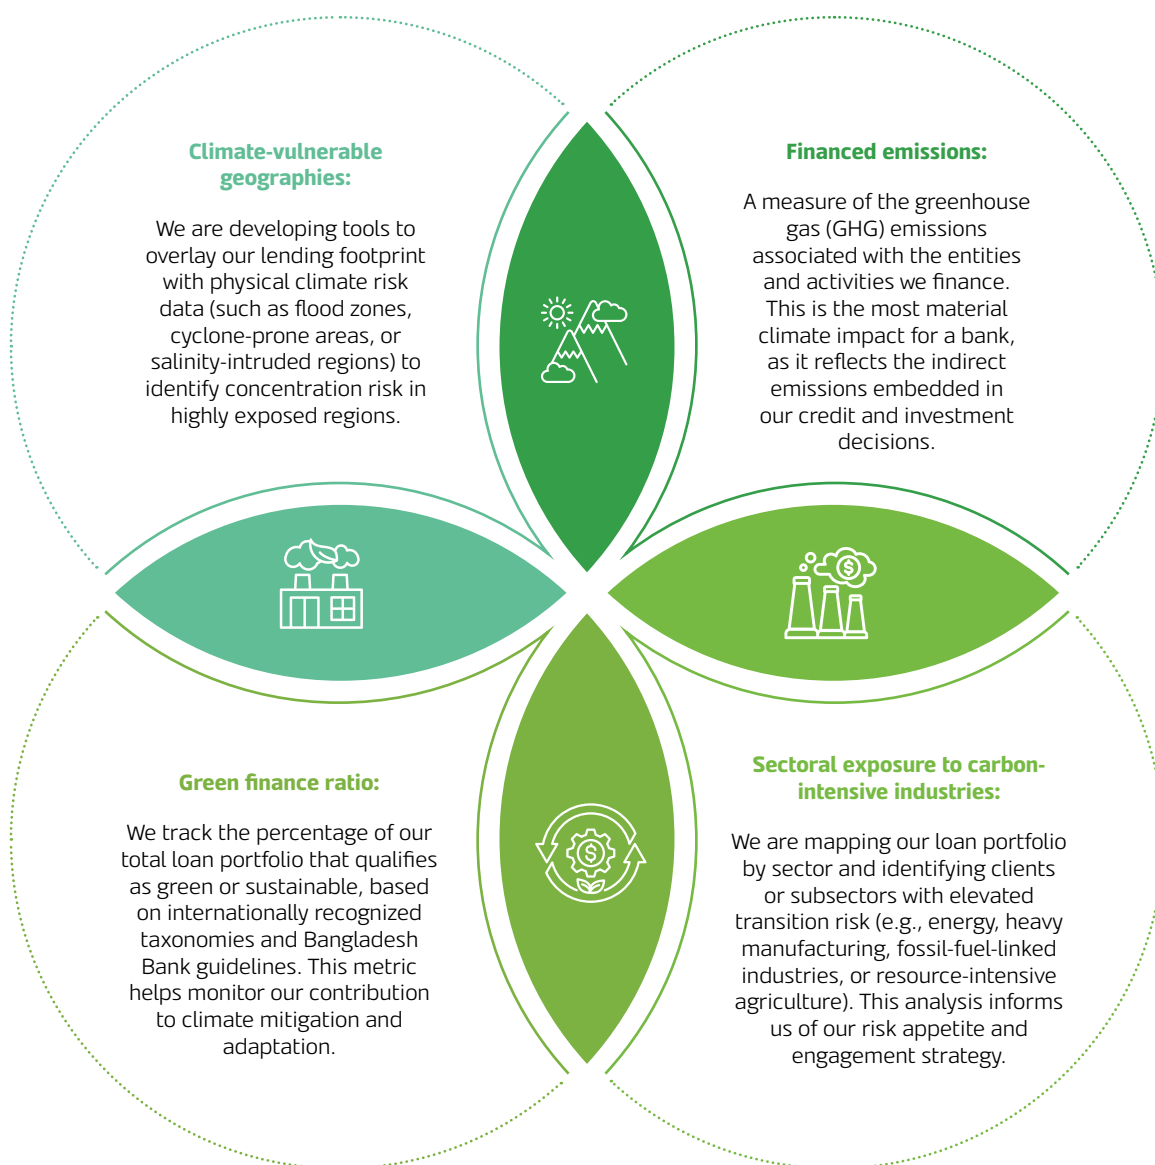 Climate-vulnerable
geographies:
We are developing tools to
overlay our lending footprint
with physical climate risk
data (such as flood zones,
cyclone-prone areas, or
salinity-intruded regions) to
identify concentration risk in
highly exposed regions.
Financed emissions:
A measure of the greenhouse
gas (GHG) emissions
associated with the entities
and activities we finance.
This is the most material
climate impact for a bank,
as it reflects the indirect
emissions embedded in
our credit and investment
decisions.
Green finance ratio:
We track the percentage of our
total loan portfolio that qualifies
as green or sustainable, based
on internationally recognized
taxonomies and Bangladesh
Bank guidelines. This metric
helps monitor our contribution
to climate mitigation and
adaptation.
Sectoral exposure to carbon-
intensive industries:
We are mapping our loan portfolio
by sector and identifying clients
or subsectors with elevated
transition risk (e.g., energy, heavy
manufacturing, fossil-fuel-linked
industries, or resource-intensive
agriculture). This analysis informs
us of our risk appetite and
engagement strategy.